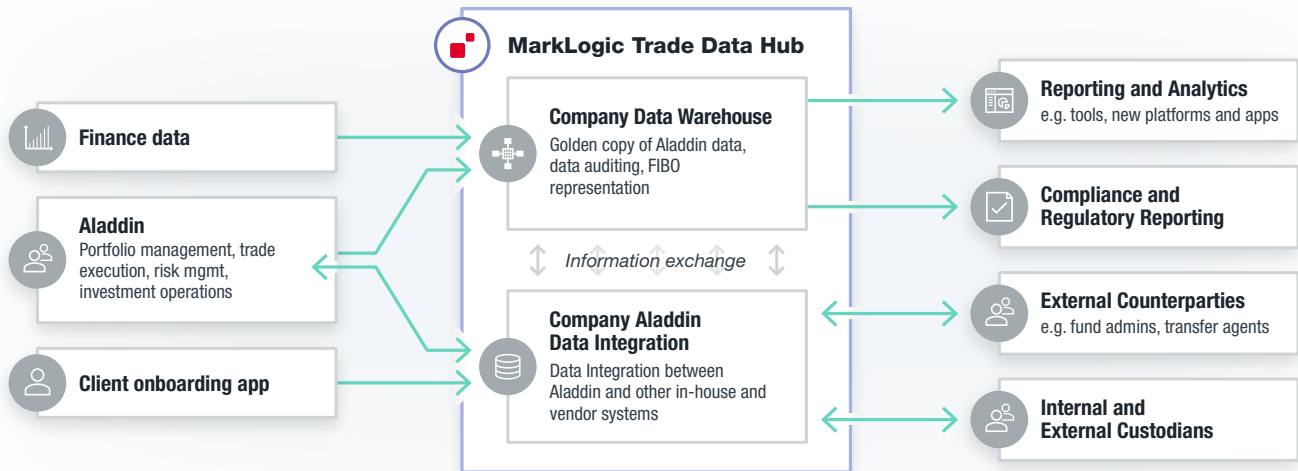 MarkLogic Trade Data Hub
Finance data
Aladdin
Portfolio management, trade
execution, risk mgmt,
investment operations
Client onboarding app
Company Data Warehouse
Golden copy of Aladdin data,
data auditing, FIBO
representation
Information exchange
Company Aladdin
Data Integration
Data Integration between
Aladdin and other in-house and
vendor systems
Reporting and Analytics
e.g. tools, new platforms and apps
Compliance and
Regulatory Reporting
External Counterparties
e.g. fund admins, transfer agents
Internal and
External Custodians